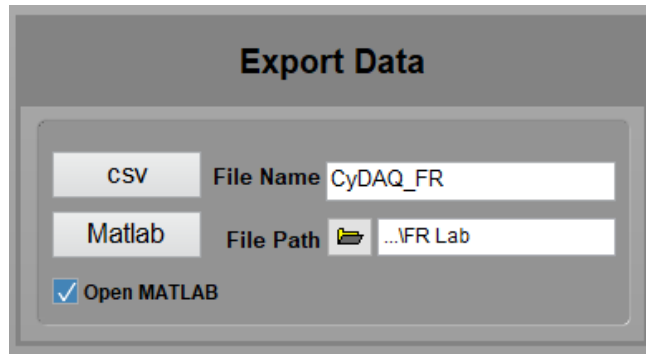 Export Data
csv File Name CyDAQ_FR
Matlab File Path ...\FR Lab
Open MATLAB